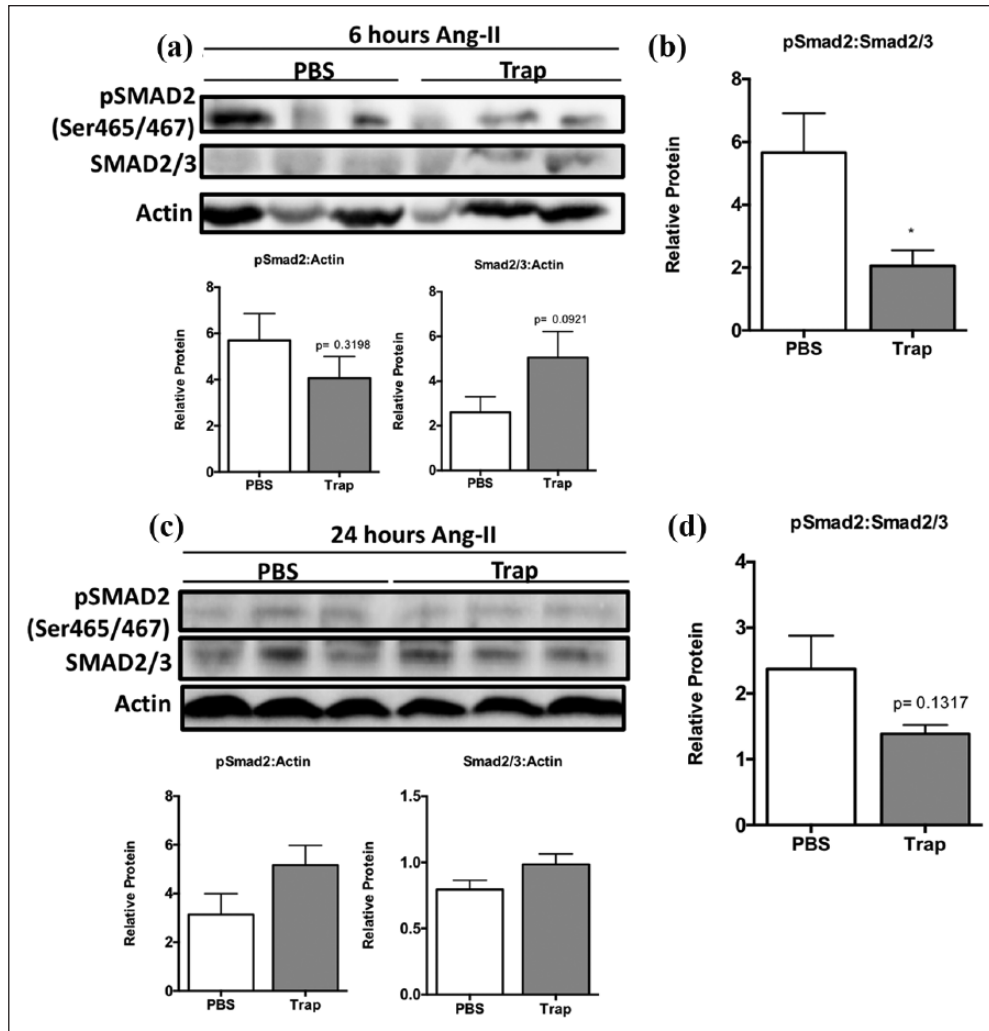 (a)
6 hours Ang-II
PBS Trap
pSMAD2
(Ser465/467)
SMAD2/3
Actin
pSmad2:Actin
Relative Protein
8
6
4
2
0
p= 0.3198
PBS Trap
Smad2/3:Actin
Relative Protein
8
6
4
2
0
p= 0.0921
PBS Trap
(b)
pSmad2:Smad2/3
Relative Protein
8
6
4
2
0
*
PBS Trap
(c)
24 hours Ang-II
PBS Trap
pSMAD2
(Ser465/467)
SMAD2/3
Actin
pSmad2:Actin
Relative Protein
8
6
4
2
0
PBS Trap
Smad2/3:Actin
Relative Protein
1.5
1.0
0.5
0.0
PBS Trap
(d)
pSmad2:Smad2/3
Relative Protein
4
3
2
1
0
p= 0.1317
PBS Trap